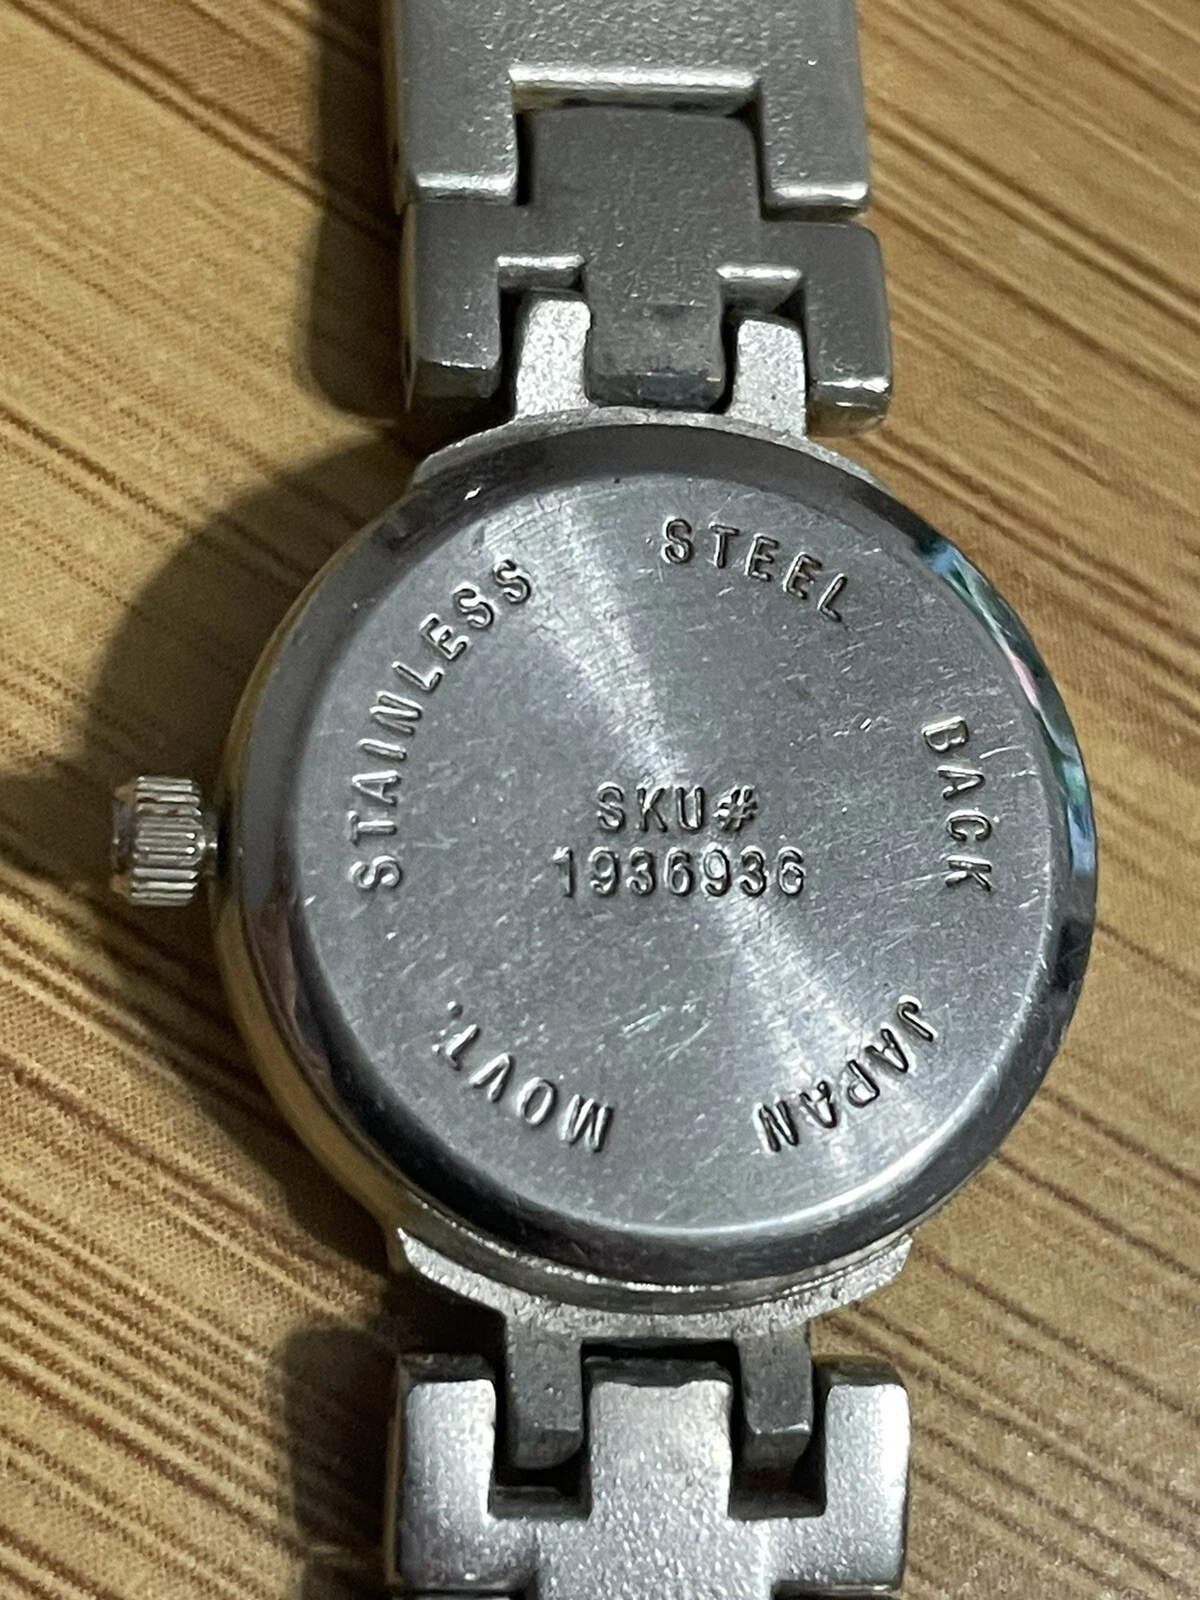 STAINLESS STEEL BACK
SKU#
1936936
JAPAN MOVT.